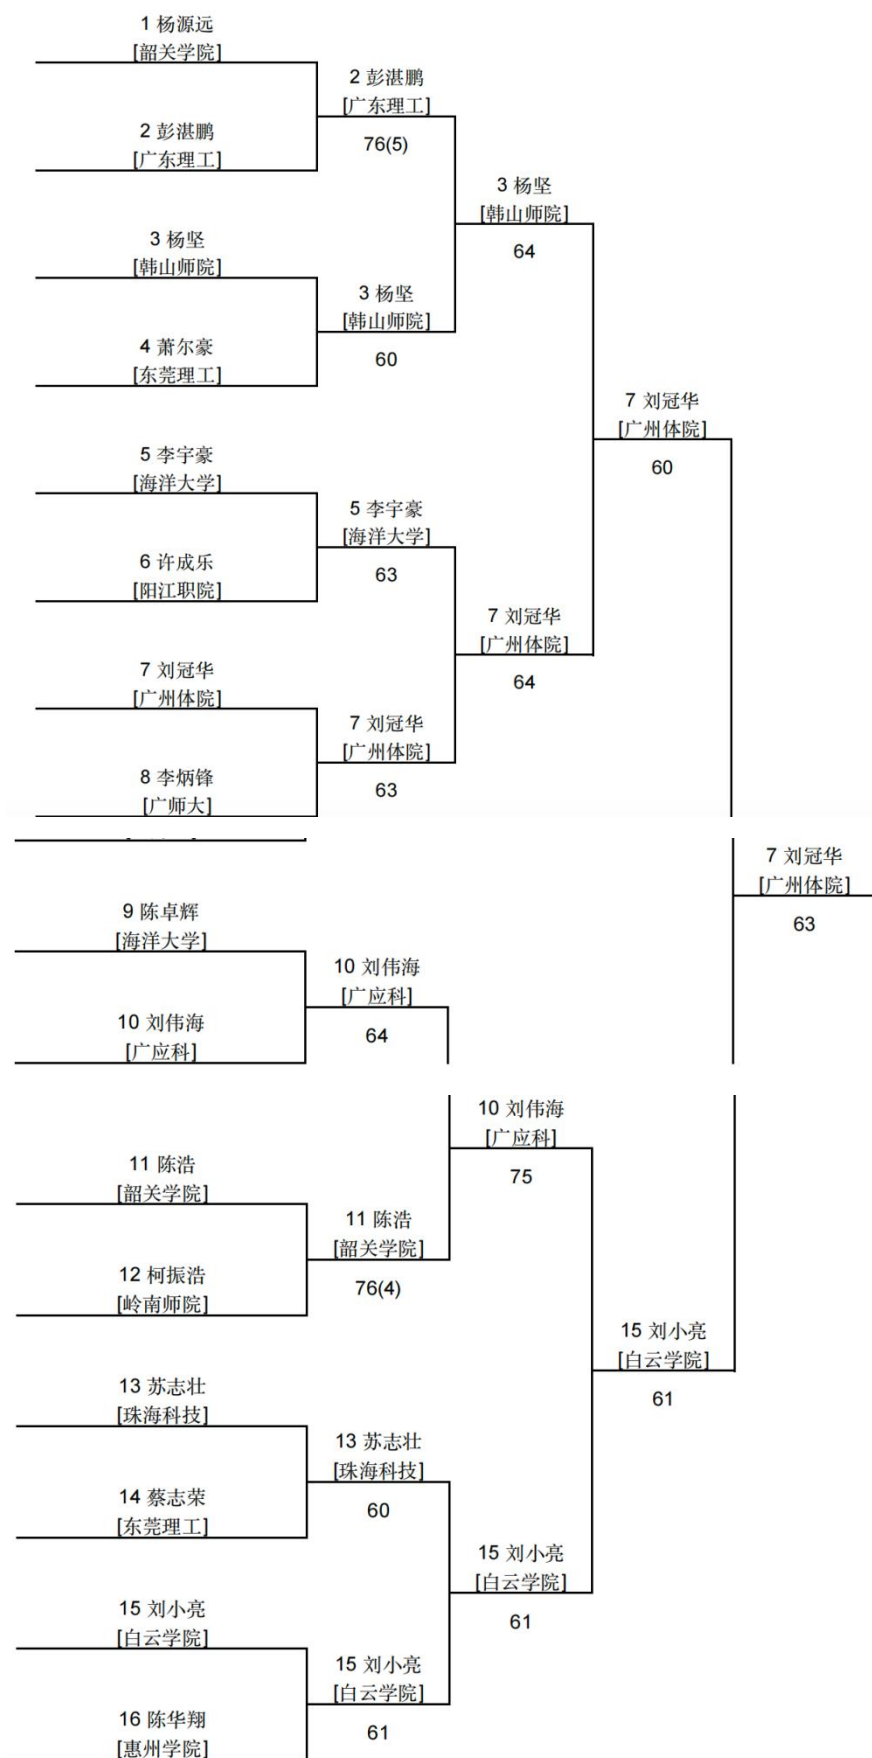 1 杨源远
[韶关学院]
2 彭湛鹏
[广东理工]
76(5)
2 彭湛鹏
[广东理工]
3 杨坚
[韩山师院]
64
3 杨坚
[韩山师院]
3 杨坚
[韩山师院]
60
4 萧尔豪
[东莞理工]
7 刘冠华
[广州体院]
60
5 李宇豪
[海洋大学]
5 李宇豪
[海洋大学]
63
6 许成乐
[阳江职院]
7 刘冠华
[广州体院]
64
7 刘冠华
[广州体院]
7 刘冠华
[广州体院]
63
8 李炳锋
[广师大]
7 刘冠华
[广州体院]
63
9 陈卓辉
[海洋大学]
10 刘伟海
[广应科]
64
10 刘伟海
[广应科]
10 刘伟海
[广应科]
75
11 陈浩
[韶关学院]
11 陈浩
[韶关学院]
76(4)
12 柯振浩
[岭南师院]
15 刘小亮
[白云学院]
61
13 苏志壮
[珠海科技]
13 苏志壮
[珠海科技]
60
14 蔡志荣
[东莞理工]
15 刘小亮
[白云学院]
61
15 刘小亮
[白云学院]
15 刘小亮
[白云学院]
61
16 陈华翔
[惠州学院]